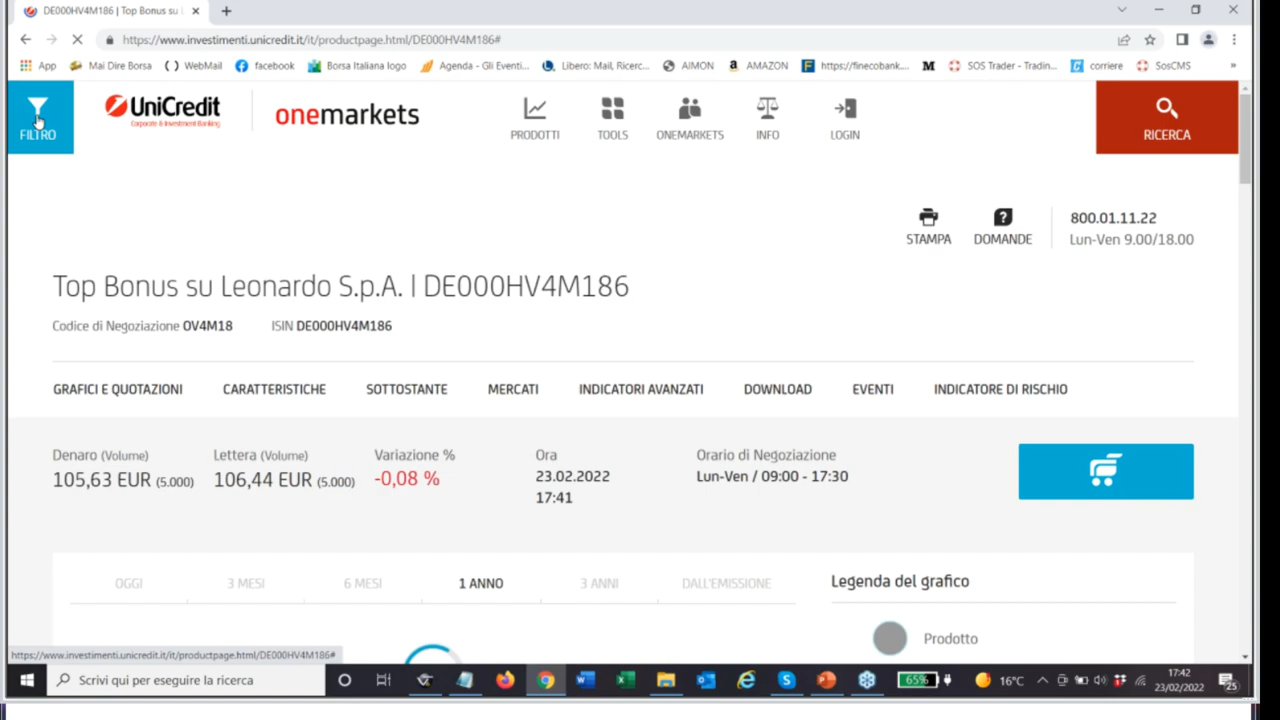 DE000HV4M186 | Top Bonus su
https://www.investimenti.unicredit.it/it/productpage.html/DE000HV4M186#
App Mai Dire Borsa WebMail facebook Borsa Italiana logo Agenda - Gli Eventi... Libero: Mail, Ricerc... AIMON AMAZON https://finecobank.... SOS Trader - Tradin... corriere SosCMS »
FILTRO
UniCredit
Corporate & Investment Banking
onemarkets
PRODOTTI TOOLS ONEMARKETS INFO LOGIN
RICERCA
STAMPA DOMANDE
800.01.11.22
Lun-Ven 9.00/18.00
Top Bonus su Leonardo S.p.A. | DE000HV4M186
Codice di Negoziazione OV4M18 ISIN DE000HV4M186
GRAFICI E QUOTAZIONI CARATTERISTICHE SOTTOSTANTE MERCATI INDICATORI AVANZATI DOWNLOAD EVENTI INDICATORE DI RISCHIO
Denaro (Volume) Lettera (Volume) Variazione % Ora Orario di Negoziazione
105,63 EUR (5.000) 106,44 EUR (5.000) -0,08 % 23.02.2022 Lun-Ven / 09:00 - 17:30
17:41
OGGI 3 MESI 6 MESI 1 ANNO 3 ANNI DALL'EMISSIONE
Legenda del grafico
Prodotto
https://www.investimenti.unicredit.it/it/productpage.html/DE000HV4M186#
Scrivi qui per eseguire la ricerca
65%
16°C
17:42
23/02/2022
25